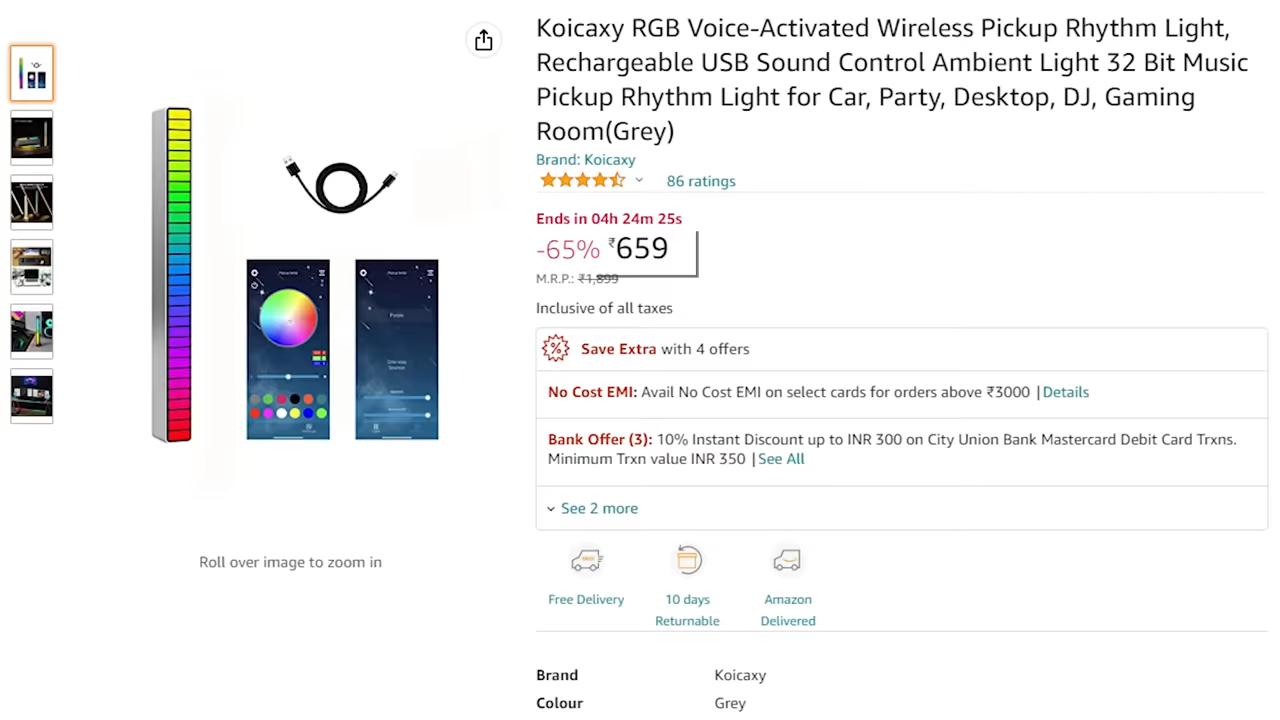 Koicaxy RGB Voice-Activated Wireless Pickup Rhythm Light,
Rechargeable USB Sound Control Ambient Light 32 Bit Music
Pickup Rhythm Light for Car, Party, Desktop, DJ, Gaming
Room(Grey)
Brand: Koicaxy
86 ratings
Ends in 04h 24m 25s
-65% ₹659
M.R.P.: ₹1,899
Inclusive of all taxes
Save Extra with 4 offers
No Cost EMI: Avail No Cost EMI on select cards for orders above ₹3000 | Details
Bank Offer (3): 10% Instant Discount up to INR 300 on City Union Bank Mastercard Debit Card Trxns.
Minimum Trxn value INR 350 | See All
See 2 more
Roll over image to zoom in
Free Delivery
10 days
Returnable
Amazon
Delivered
Brand Koicaxy
Colour Grey